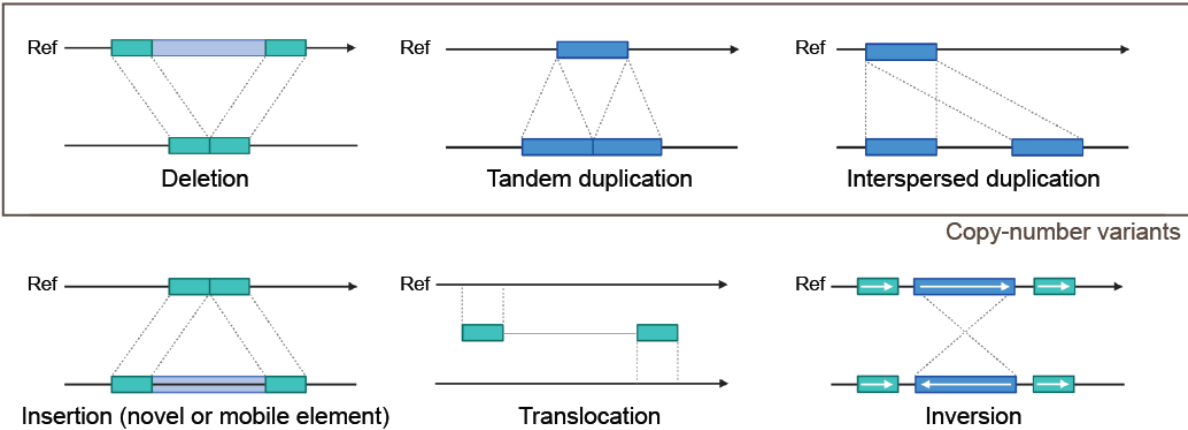 Ref
Ref
Ref
Deletion
Tandem duplication
Interspersed duplication
Copy-number variants
Ref
Ref
Ref
Insertion (novel or mobile element)
Translocation
Inversion